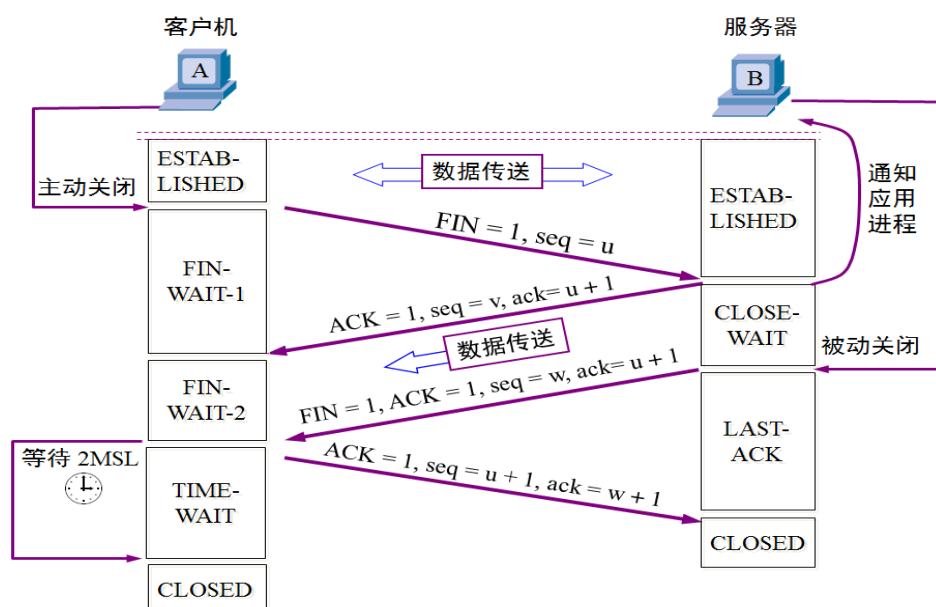 客户机
服务器
A
B
ESTAB-
LISHED
数据传送
ESTAB-
LISHED
通知
应用
进程
主动关闭
FIN = 1, seq = u
FIN-
WAIT-1
ACK = 1, seq = v, ack= u + 1
CLOSE-
WAIT
数据传送
被动关闭
FIN-
WAIT-2
FIN = 1, ACK = 1, seq = w, ack= u + 1
LAST-
ACK
等待 2MSL
ACK = 1, seq = u + 1, ack = w + 1
TIME-
WAIT
CLOSED
CLOSED